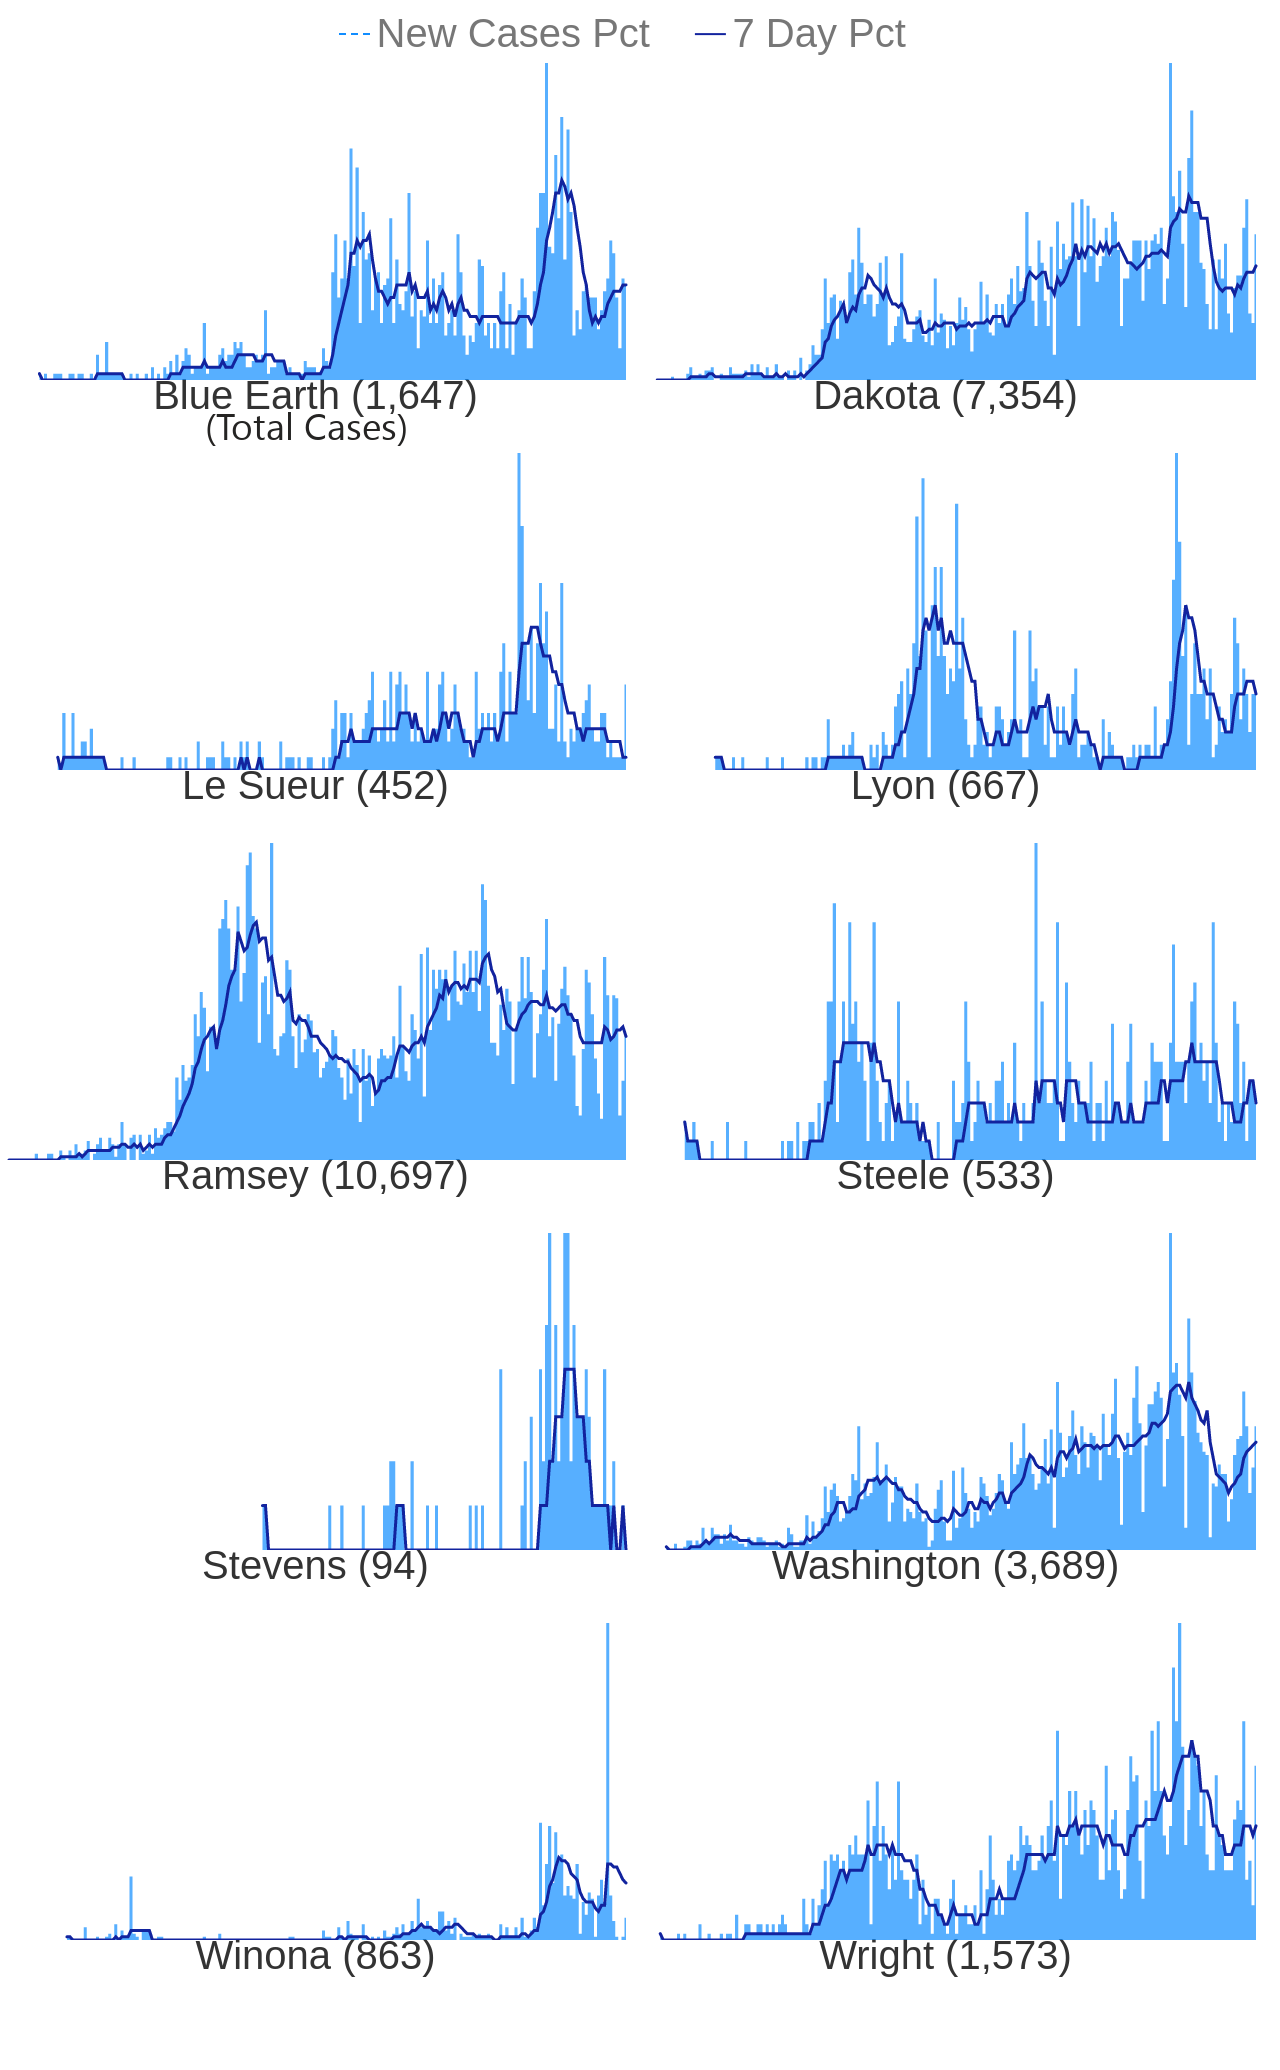 New Cases Pct 7 Day Pct
Blue Earth (1,647) Dakota (7,354)
(Total Cases)
Le Sueur (452) Lyon (667)
Ramsey (10,697) Steele (533)
Stevens (94) Washington (3,689)
Winona (863) Wright (1,573)